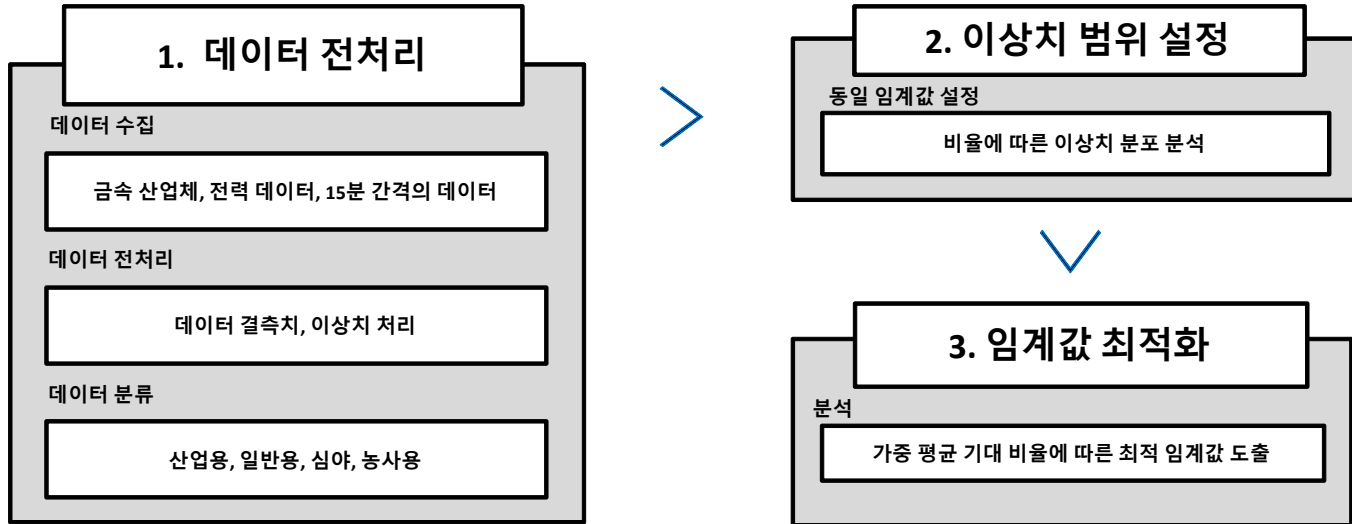 1. 데이터 전처리
데이터 수집
금속 산업체, 전력 데이터, 15분 간격의 데이터
데이터 전처리
데이터 결측치, 이상치 처리
데이터 분류
산업용, 일반용, 심야, 농사용
2. 이상치 범위 설정
동일 임계값 설정
비율에 따른 이상치 분포 분석
3. 임계값 최적화
분석
가중 평균 기대 비율에 따른 최적 임계값 도출